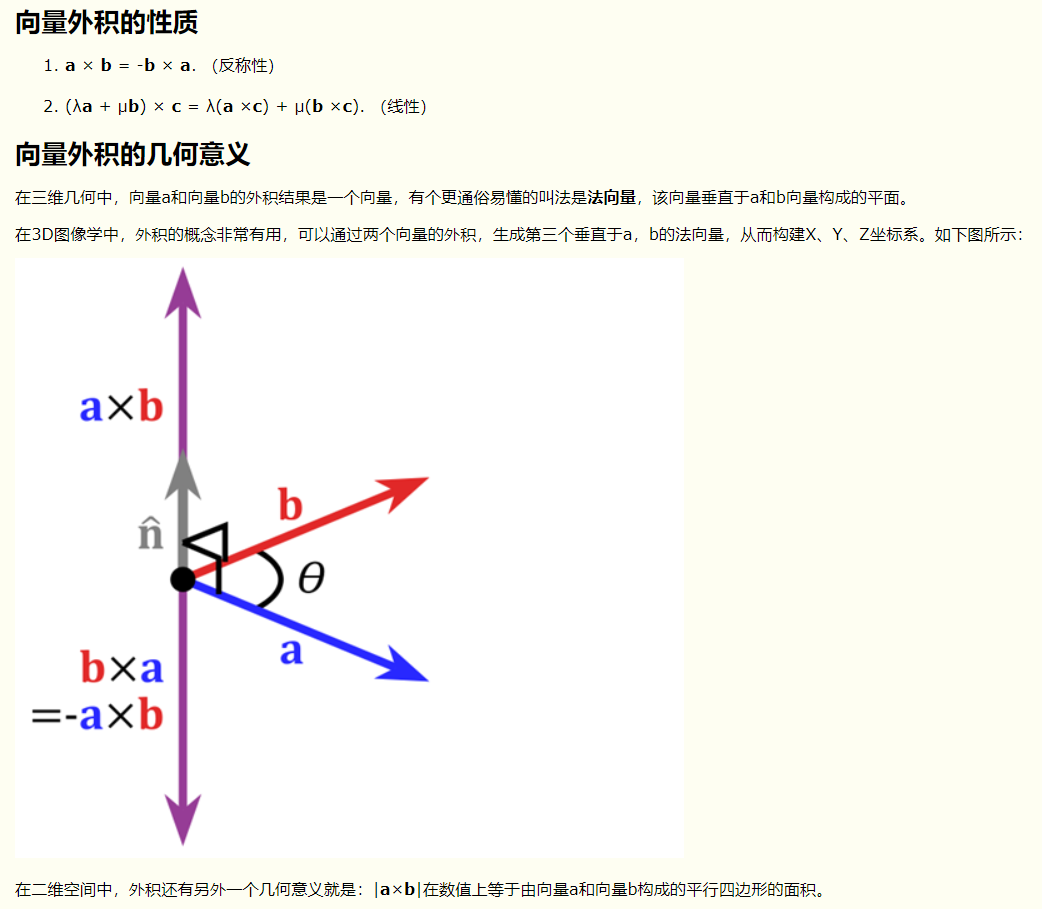 向量外积的性质
1. a × b = -b × a. （反称性）
2. (λa + μb) × c = λ(a ×c) + μ(b ×c). （线性）
向量外积的几何意义
在三维几何中，向量a和向量b的外积结果是一个向量，有个更通俗易懂的叫法是法向量，该向量垂直于a和b向量构成的平面。
在3D图像学中，外积的概念非常有用，可以通过两个向量的外积，生成第三个垂直于a，b的法向量，从而构建X、Y、Z坐标系。如下图所示：
a×b
b
n̂
θ
a
b×a
=-a×b
在二维空间中，外积还有另外一个几何意义就是：|a×b|在数值上等于由向量a和向量b构成的平行四边形的面积。